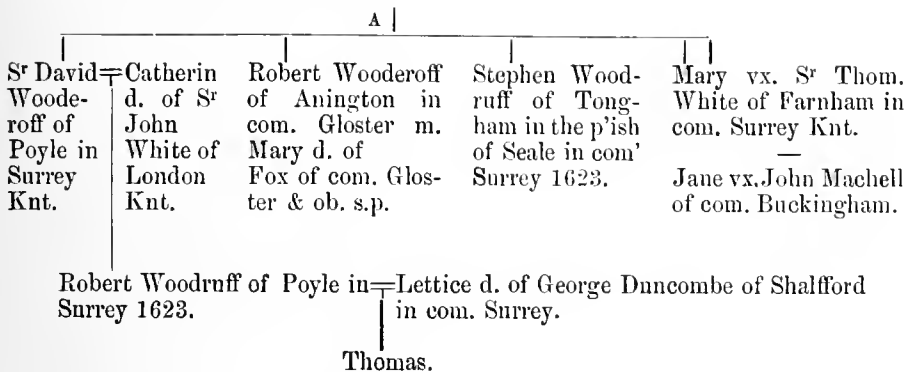 A
Sʳ David
Woode-
roff of
Poyle in
Surrey
Knt.
Catherin
d. of Sʳ
John
White of
London
Knt.
Robert Wooderoff
of Anington in
com. Gloster m.
Mary d. of
Fox of com. Glos-
ter & ob. s.p.
Stephen Wood-
ruff of Tong-
ham in the p'ish
of Seale in com'
Surrey 1623.
Mary vx. Sʳ Thom.
White of Farnham in
com. Surrey Knt.
—
Jane vx. John Machell
of com. Buckingham.
Robert Woodruff of Poyle in
Surrey 1623.
Lettice d. of George Duncombe of Shalfford
in com. Surrey.
Thomas.